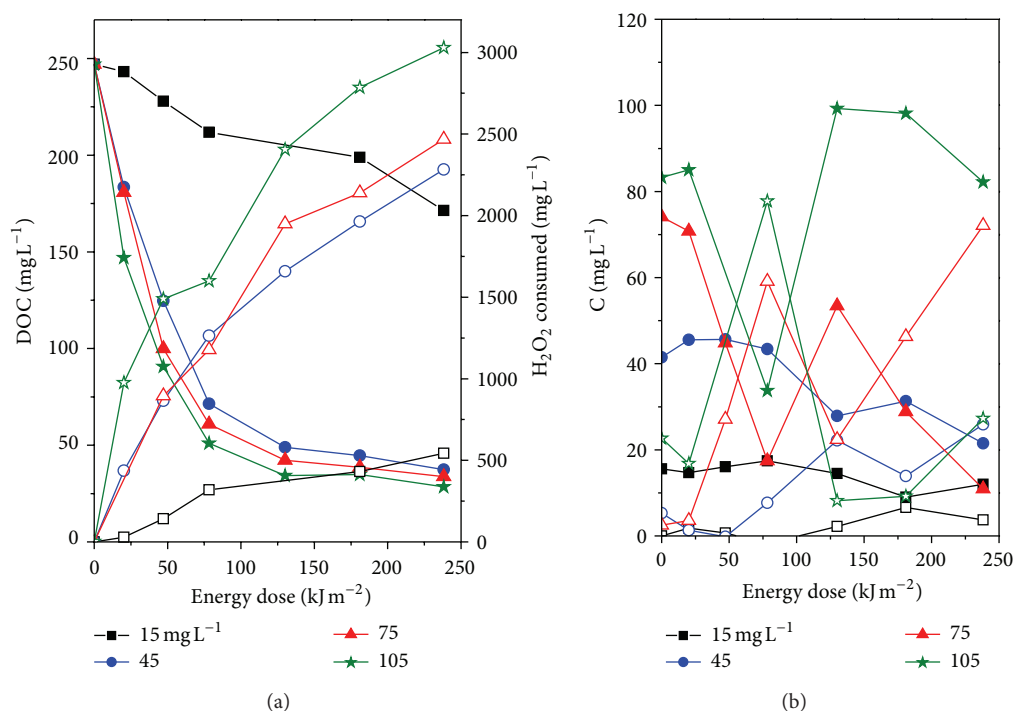 250
200
150
100
50
0
DOC (mg L⁻¹)
3000
2500
2000
1500
1000
500
0
H₂O₂ consumed (mg L⁻¹)
0 50 100 150 200 250
Energy dose (kJ m⁻²)
15 mg L⁻¹ 75
45 105
(a)
120
100
80
60
40
20
0
C (mg L⁻¹)
0 50 100 150 200 250
Energy dose (kJ m⁻²)
15 mg L⁻¹ 75
45 105
(b)